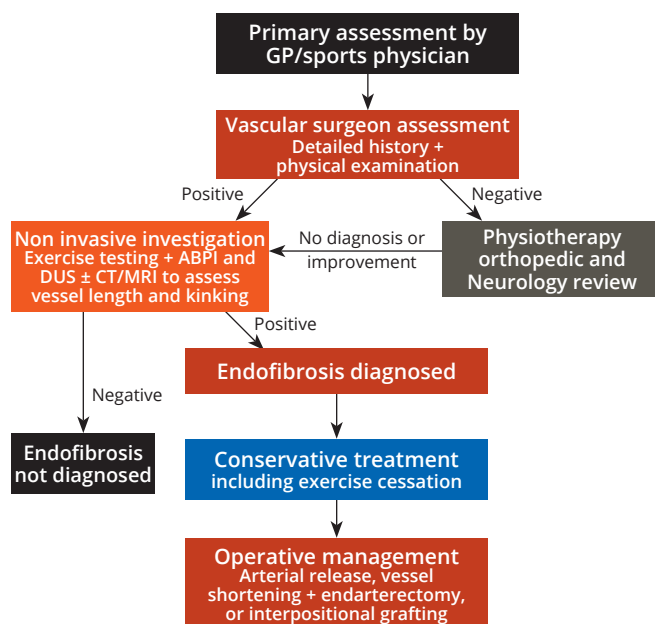 Primary assessment by
GP/sports physician
Vascular surgeon assessment
Detailed history +
physical examination
Positive
Negative
Non invasive investigation
Exercise testing + ABPI and
DUS ± CT/MRI to assess
vessel length and kinking
No diagnosis or
improvement
Physiotherapy
orthopedic and
Neurology review
Positive
Endofibrosis diagnosed
Negative
Endofibrosis
not diagnosed
Conservative treatment
including exercise cessation
Operative management
Arterial release, vessel
shortening + endarterectomy,
or interpositional grafting